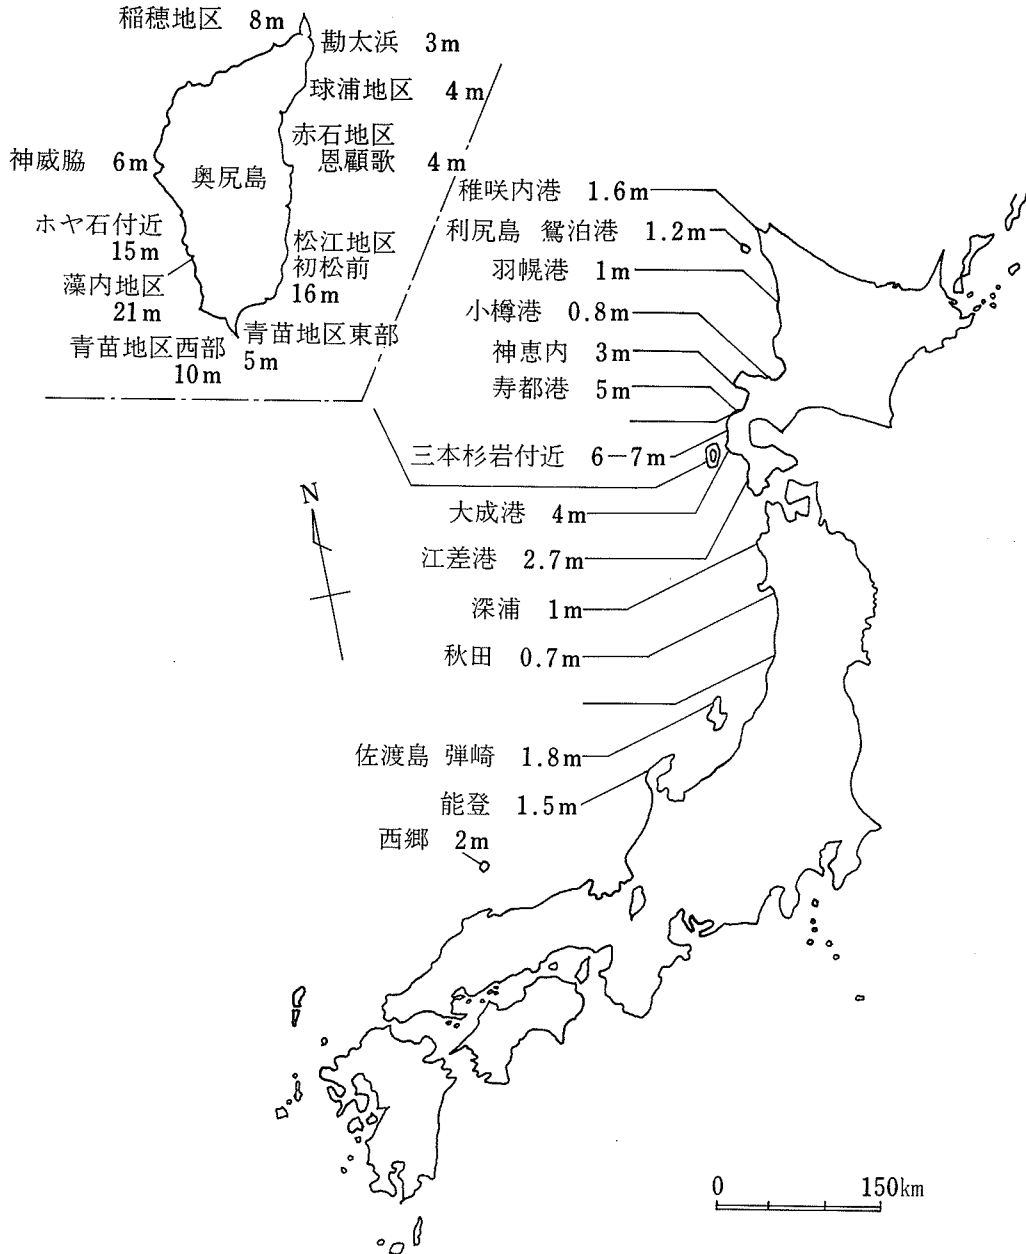 稲穂地区 8m
勘太浜 3m
球浦地区 4m
赤石地区
恩顧歌 4m
神威脇 6m
奥尻島
ホヤ石付近
15m
松江地区
初松前
16m
藻内地区
21m
青苗地区東部
5m
青苗地区西部
10m
稚咲内港 1.6m
利尻島 鴛泊港 1.2m
羽幌港 1m
小樽港 0.8m
神恵内 3m
寿都港 5m
三本杉岩付近 6-7m
大成港 4m
江差港 2.7m
深浦 1m
秋田 0.7m
佐渡島 弾崎 1.8m
能登 1.5m
西郷 2m
N
0 150km